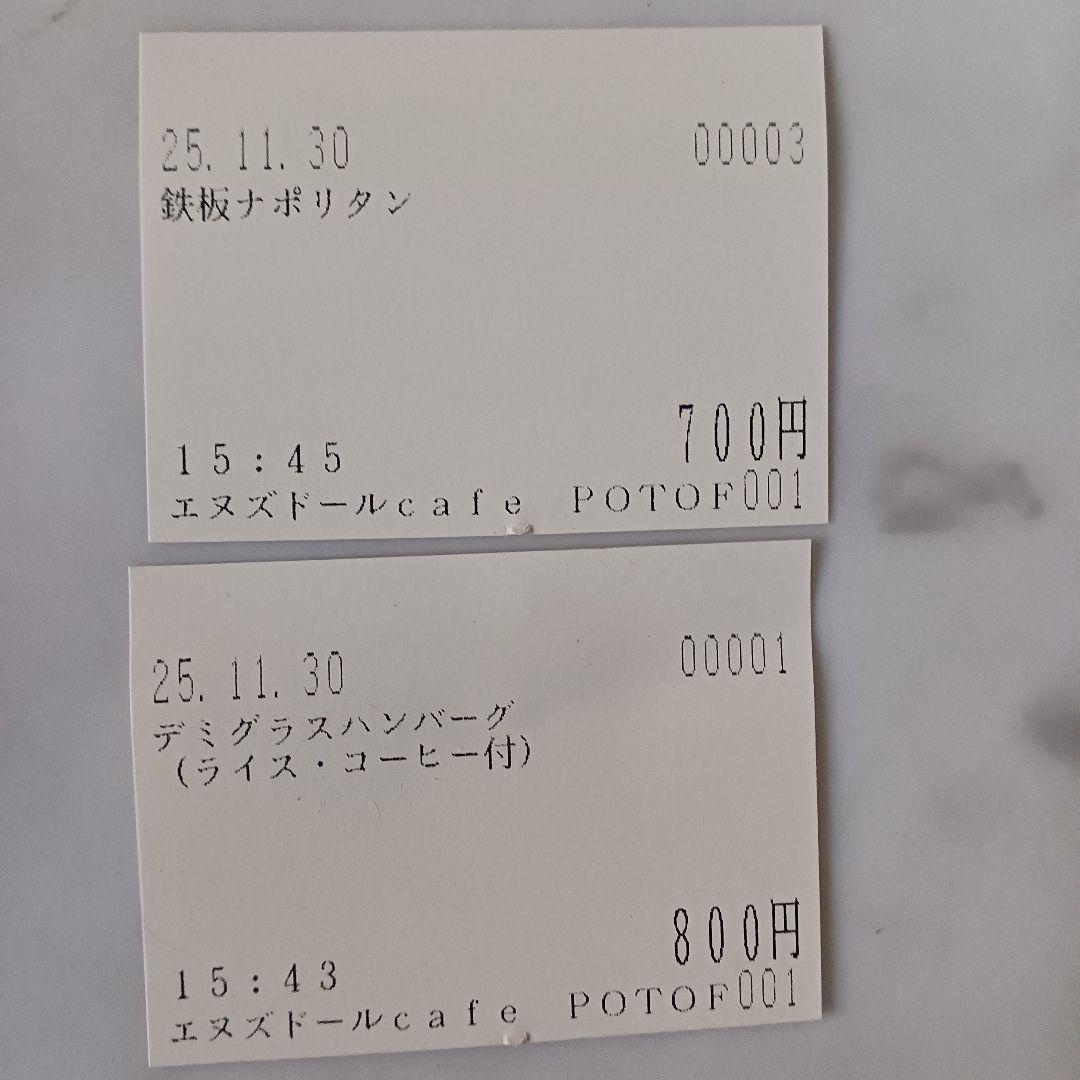 25.11.30 00003
鉄板ナポリタン
700円
15:45
エヌズドールcafe POTOF001
25.11.30 00001
デミグラスハンバーグ
(ライス・コーヒー付)
800円
15:43
エヌズドールcafe POTOF001